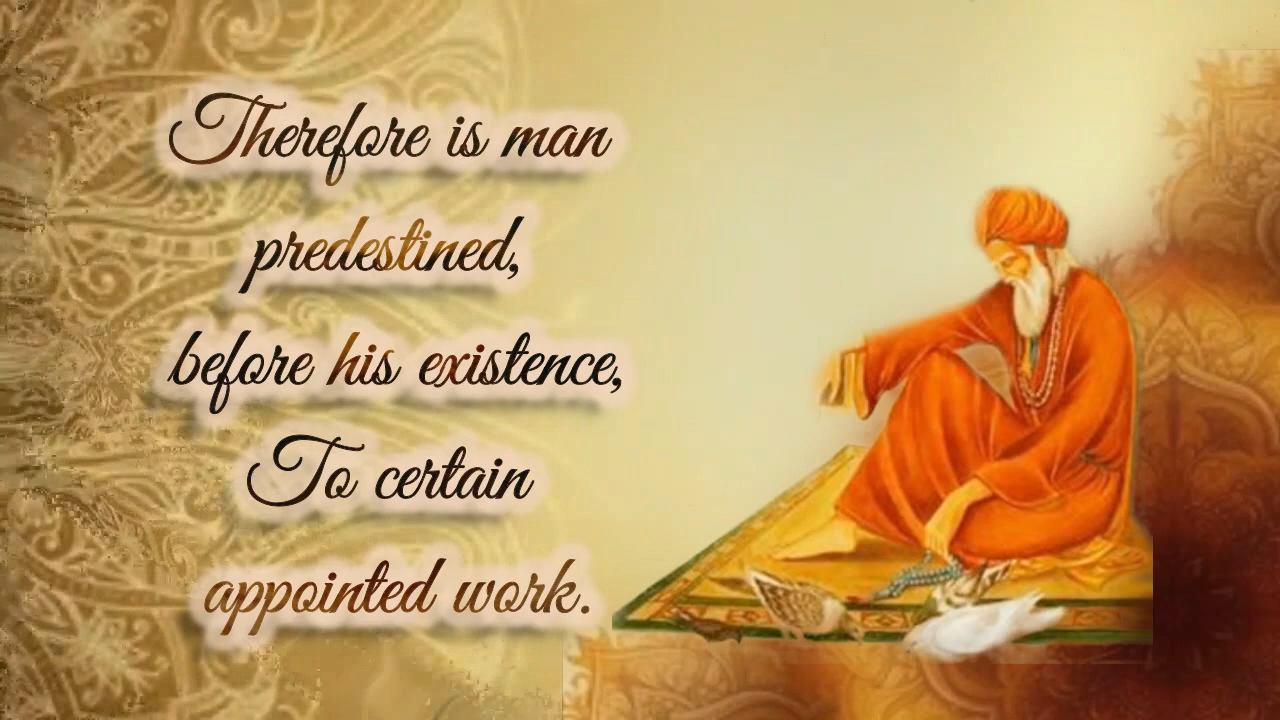 Therefore is man
predestined,
before his existence,
To certain
appointed work.